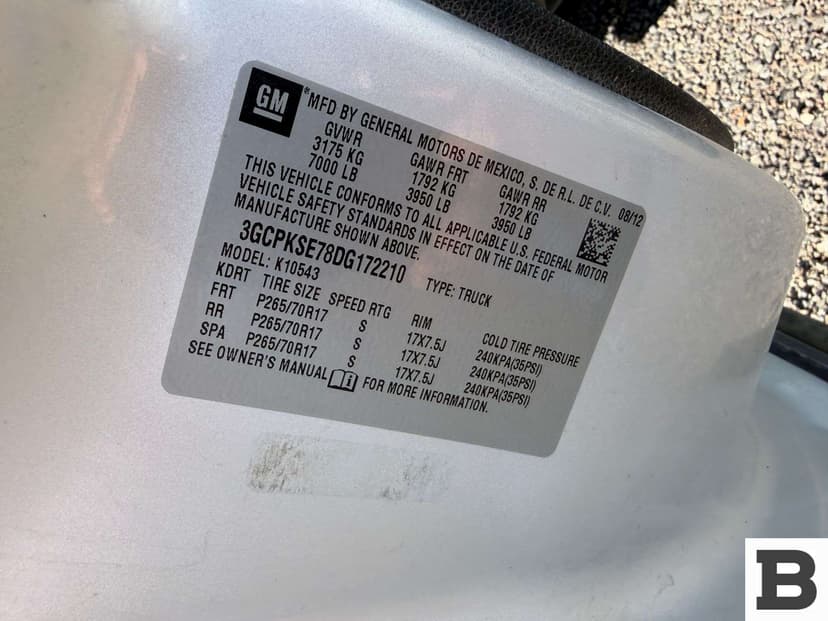 GM
*MFD BY GENERAL MOTORS DE MEXICO, S. DE R.L. DE C.V. 08/12
GVWR GAWR FRT GAWR RR
3175 KG 1792 KG 1792 KG
7000 LB 3950 LB 3950 LB
THIS VEHICLE CONFORMS TO ALL APPLICABLE U.S. FEDERAL MOTOR
VEHICLE SAFETY STANDARDS IN EFFECT ON THE DATE OF
MANUFACTURE SHOWN ABOVE.
3GCPKSE78DG172210 TYPE: TRUCK
MODEL: K10543
KDRT TIRE SIZE SPEED RTG RIM COLD TIRE PRESSURE
FRT P265/70R17 S 17X7.5J 240KPA(35PSI)
RR P265/70R17 S 17X7.5J 240KPA(35PSI)
SPA P265/70R17 S 17X7.5J 240KPA(35PSI)
SEE OWNER'S MANUAL i FOR MORE INFORMATION.
B